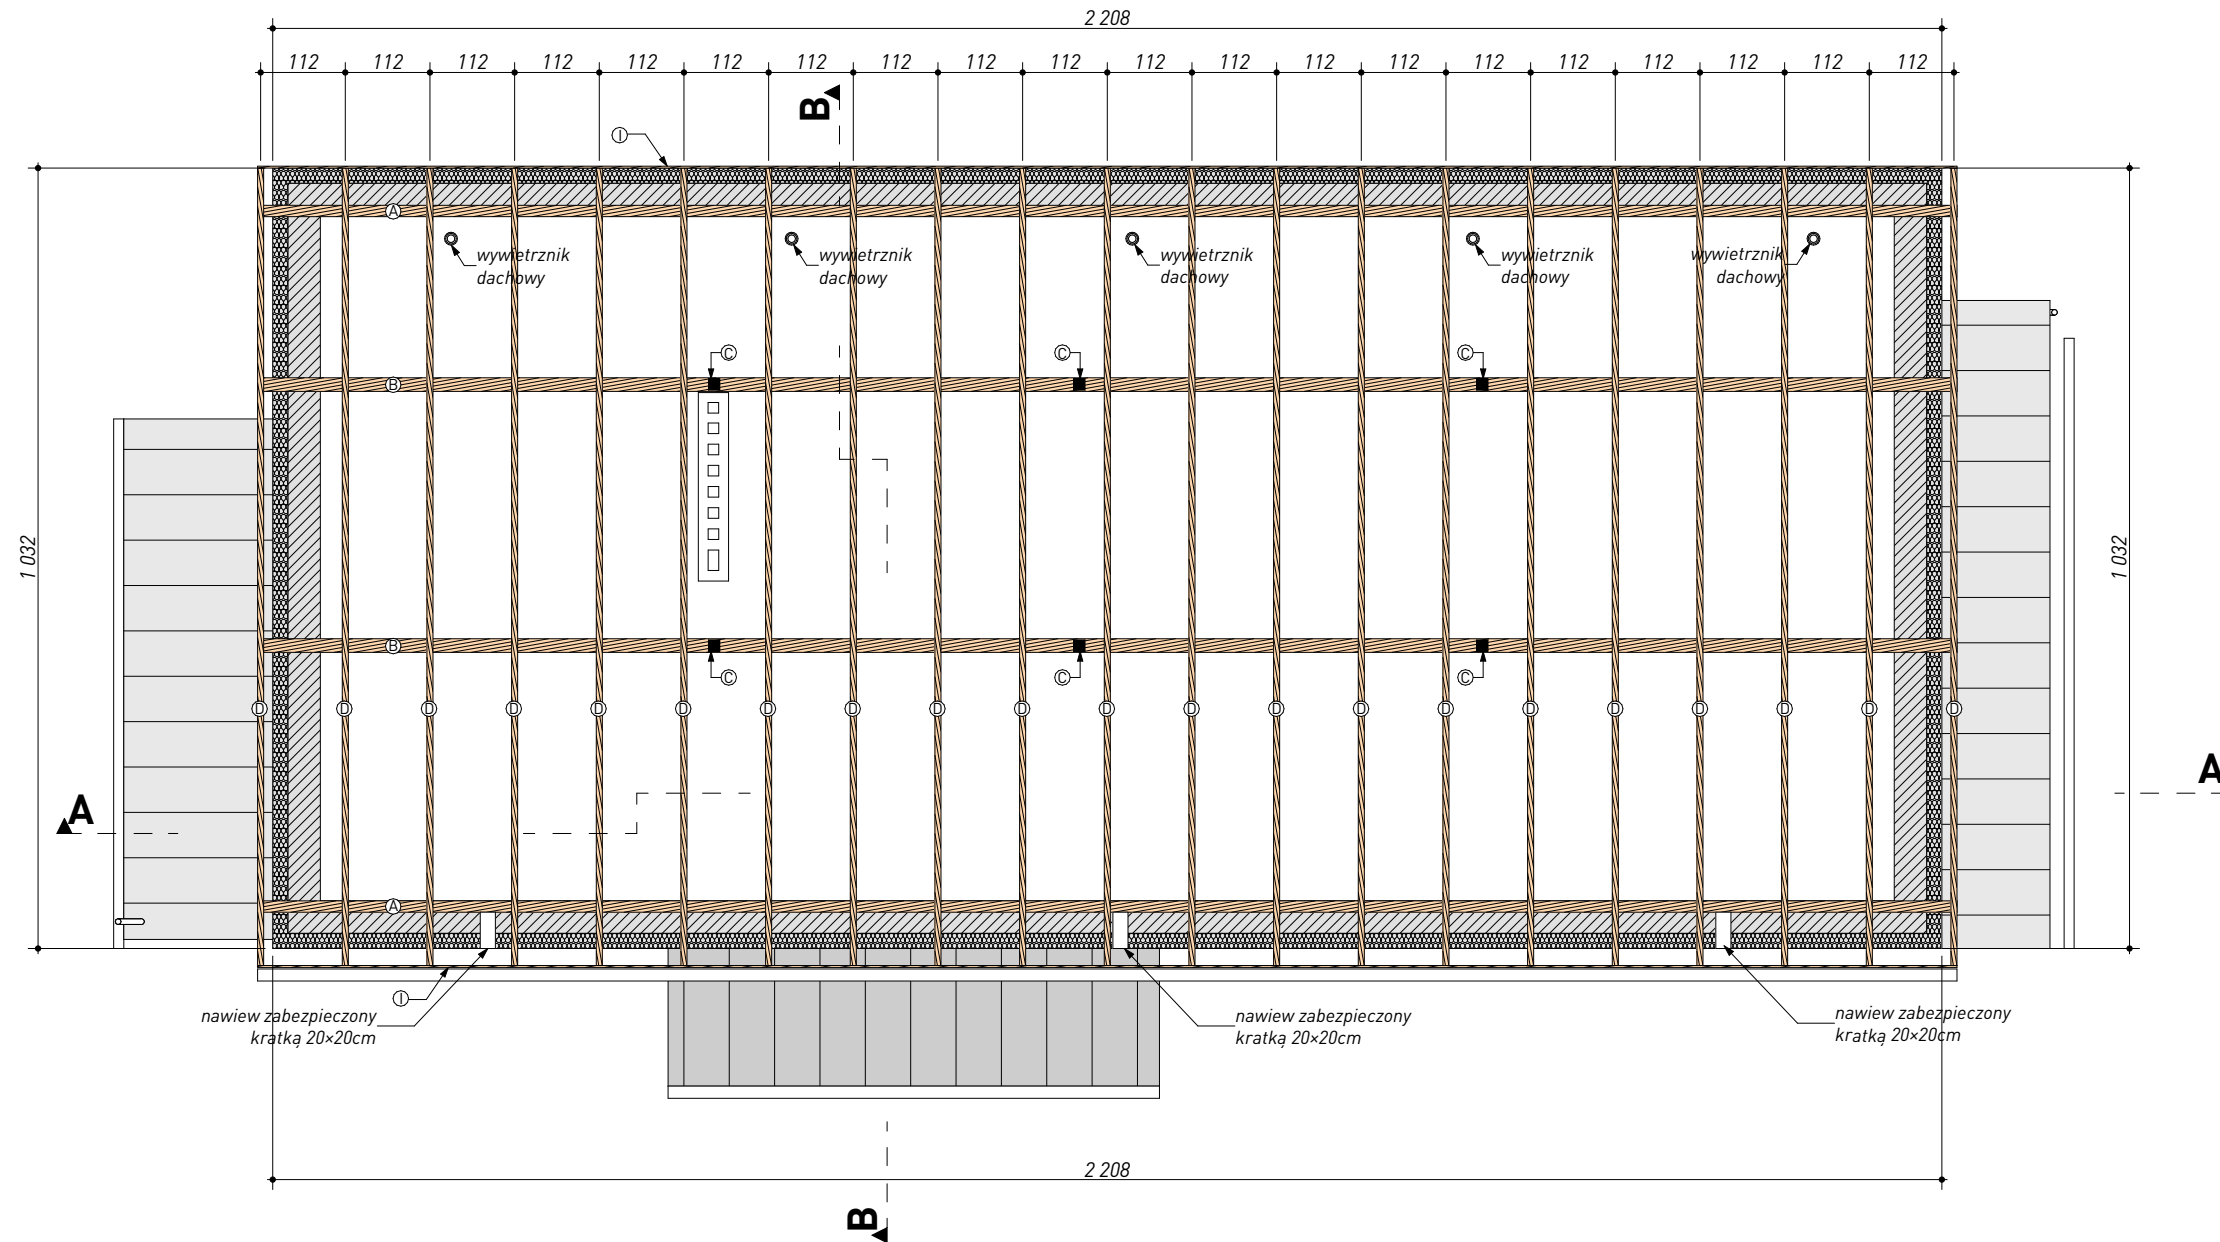 2 208
112 112 112 112 112 112 112 112 112 112 112 112 112 112 112 112 112 112 112 112
B
I
A
wywietrznik
dachowy
wywietrznik
dachowy
wywietrznik
dachowy
wywietrznik
dachowy
wywietrznik
dachowy
C C C
B
1 032
1 032
B
C C C
D D D D D D D D D D D D D D D D D D D D D
A
A
A
I
nawiew zabezpieczony
kratką 20×20cm
nawiew zabezpieczony
kratką 20×20cm
nawiew zabezpieczony
kratką 20×20cm
2 208
B